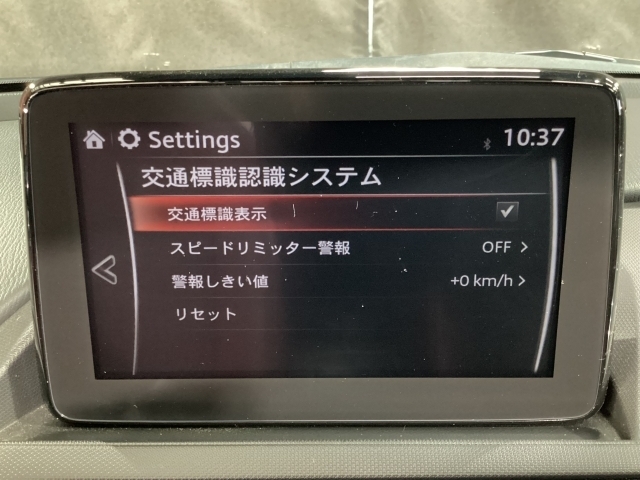 Settings 10:37
交通標識認識システム
交通標識表示
スピードリミッター警報 OFF
警報しきい値 +0 km/h
リセット